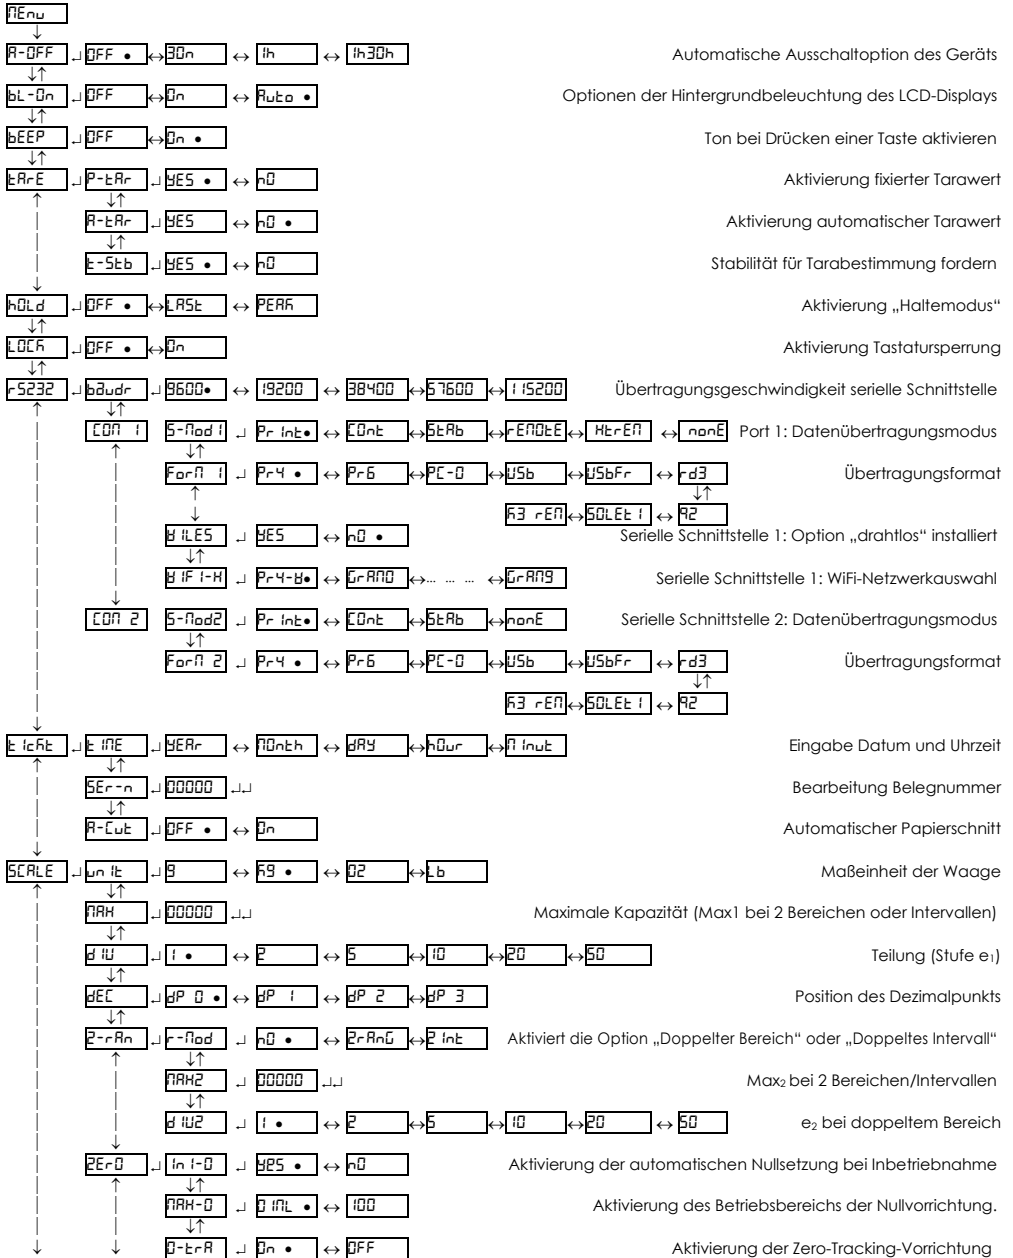 MEnu
A-OFF OFF • 30n 1h 1h30h Automatische Ausschaltoption des Geräts
bL-On OFF On Auto • Optionen der Hintergrundbeleuchtung des LCD-Displays
bEEP OFF On • Ton bei Drücken einer Taste aktivieren
tArE P-tAr YES • nO Aktivierung fixierter Tarawert
A-tAr YES nO • Aktivierung automatischer Tarawert
t-Stb YES • nO Stabilität für Tarabestimmung fordern
hOLd OFF • LASt PEAK Aktivierung „Haltemodus“
LOCK OFF • On Aktivierung Tastatursperrung
rS232 baudr 9600• 19200 38400 57600 115200 Übertragungsgeschwindigkeit serielle Schnittstelle
COM 1 S-Mod1 Print• COnt StAb rEMOtE XtrEM nonE Port 1: Datenübertragungsmodus
ForM 1 Pr4 • Pr6 PC-0 USb USbFr rd3 Übertragungsformat
K3 rEM SOLEt1 92
WILES YES nO • Serielle Schnittstelle 1: Option „drahtlos“ installiert
WIFI-X Pr4-W• GrAM0 ... ... ... GrAM9 Serielle Schnittstelle 1: WiFi-Netzwerkauswahl
COM 2 S-Mod2 Print• COnt StAb nonE Serielle Schnittstelle 2: Datenübertragungsmodus
ForM 2 Pr4 • Pr6 PC-0 USb USbFr rd3 Übertragungsformat
K3 rEM SOLEt1 92
tIcKt tIME YEAr MOnth dAY hOur MInut Eingabe Datum und Uhrzeit
SEr-n 00000 Bearbeitung Belegnummer
A-Cut OFF • On Automatischer Papierschnitt
SCALE unIt g Kg • OZ Lb Maßeinheit der Waage
MAX 00000 Maximale Kapazität (Max1 bei 2 Bereichen oder Intervallen)
dIV 1 • 2 5 10 20 50 Teilung (Stufe e₁)
dEC dP 0 • dP 1 dP 2 dP 3 Position des Dezimalpunkts
2-rAn r-Mod nO • 2rAnG 2Int Aktiviert die Option „Doppelter Bereich“ oder „Doppeltes Intervall“
MAX2 00000 Max₂ bei 2 Bereichen/Intervallen
dIV2 1 • 2 5 10 20 50 e₂ bei doppeltem Bereich
ZErO InI-0 YES • nO Aktivierung der automatischen Nullsetzung bei Inbetriebnahme
MAX-0 OIML • 100 Aktivierung des Betriebsbereichs der Nullvorrichtung.
0-trA On • OFF Aktivierung der Zero-Tracking-Vorrichtung